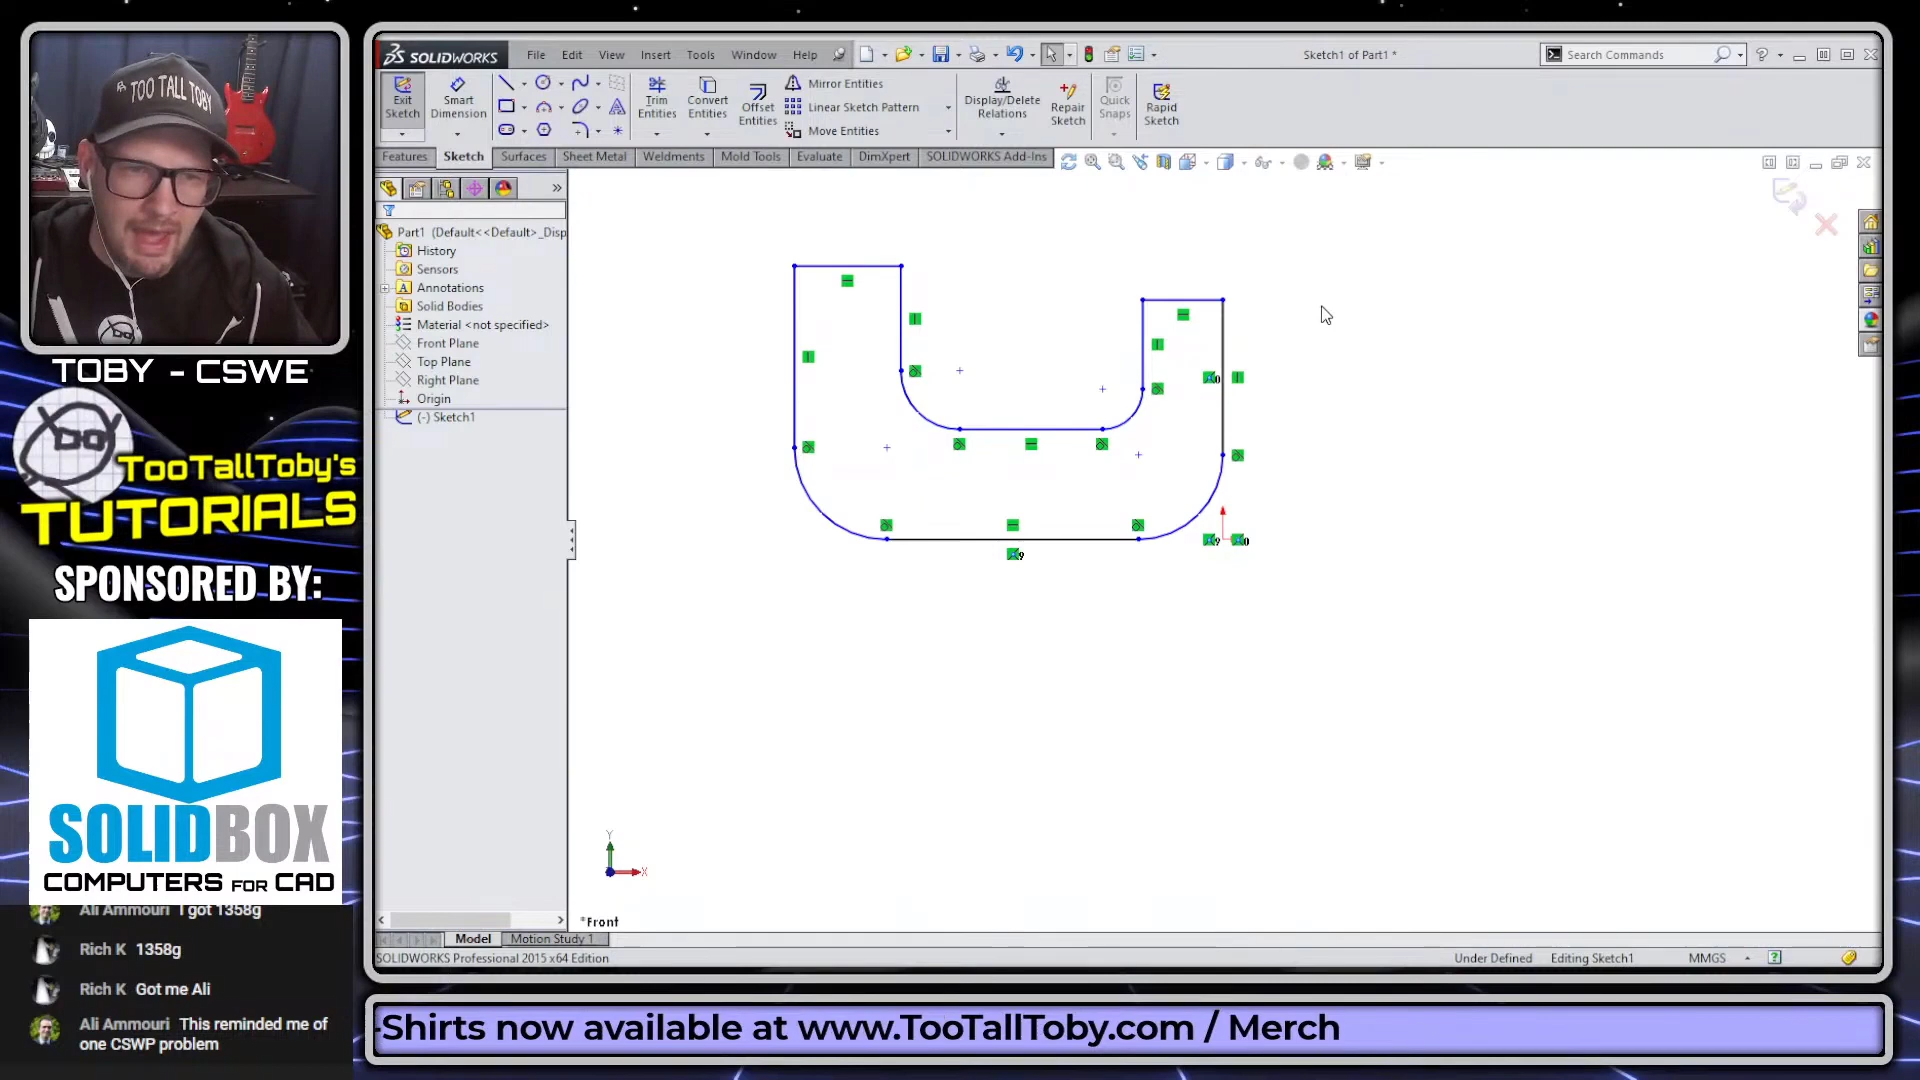 SOLIDWORKS
File Edit View Insert Tools Window Help
Sketch1 of Part1 *
Search Commands
Exit Sketch
Smart Dimension
Trim Entities
Convert Entities
Offset Entities
Mirror Entities
Linear Sketch Pattern
Move Entities
Display/Delete Relations
Repair Sketch
Quick Snaps
Rapid Sketch
Features Sketch Surfaces Sheet Metal Weldments Mold Tools Evaluate DimXpert SOLIDWORKS Add-Ins
Part1 (Default<<Default>_Disp
History
Sensors
Annotations
Solid Bodies
Material <not specified>
Front Plane
Top Plane
Right Plane
Origin
(-) Sketch1
0
9
9
0
Y
X
*Front
Model Motion Study 1
SOLIDWORKS Professional 2015 x64 Edition
Under Defined Editing Sketch1 MMGS
TOO TALL TOBY
TOBY - CSWE
TooTallToby's
TUTORIALS
SPONSORED BY:
SOLIDBOX
COMPUTERS FOR CAD
Ali Ammouri I got 1358g
Rich K 1358g
Rich K Got me Ali
Ali Ammouri This reminded me of
one CSWP problem
Shirts now available at www.TooTallToby.com / Merch